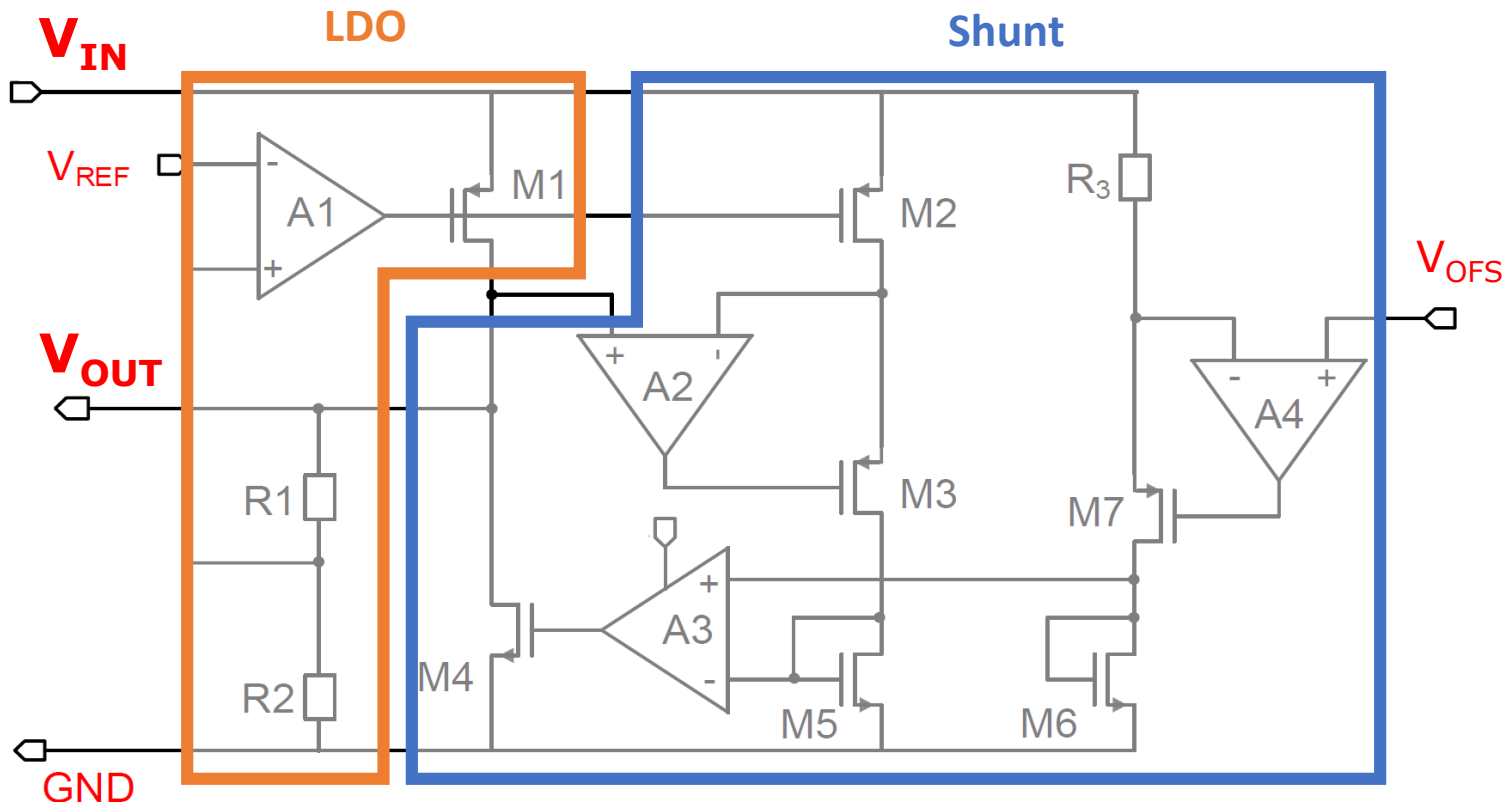 LDO
Shunt
VIN
VREF
-
+
A1
M1
M2
R3
VOFS
VOUT
+
-
A2
-
+
A4
R1
M3
M7
+
A3
-
R2
M4
M5
M6
GND